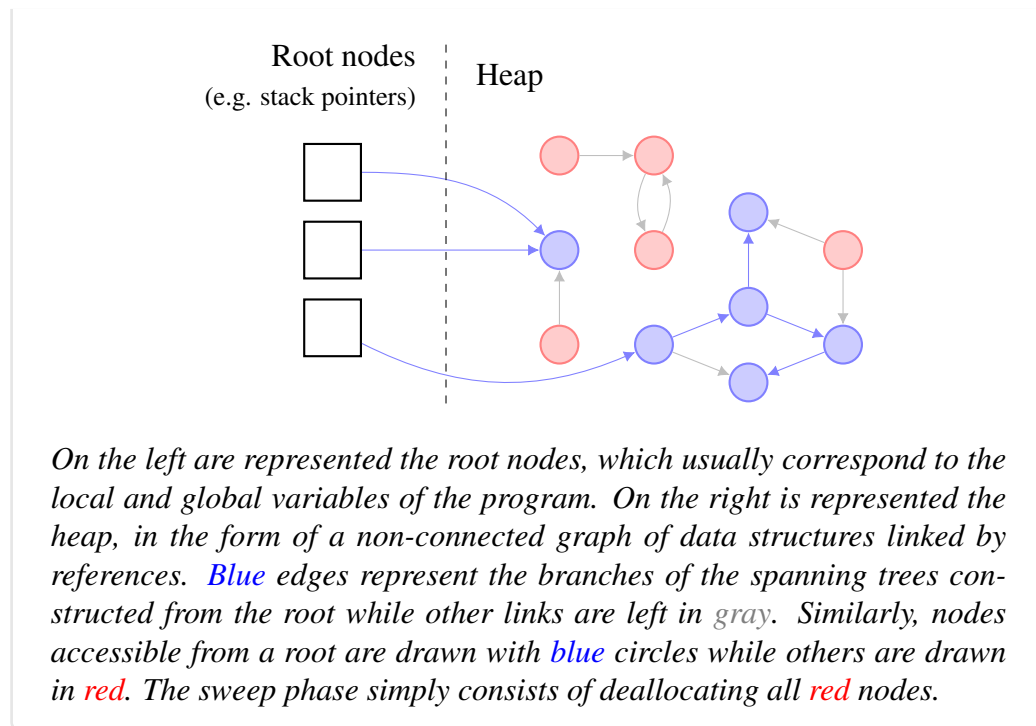 Root nodes
(e.g. stack pointers)
Heap
On the left are represented the root nodes, which usually correspond to the
local and global variables of the program. On the right is represented the
heap, in the form of a non-connected graph of data structures linked by
references. Blue edges represent the branches of the spanning trees con-
structed from the root while other links are left in gray. Similarly, nodes
accessible from a root are drawn with blue circles while others are drawn
in red. The sweep phase simply consists of deallocating all red nodes.